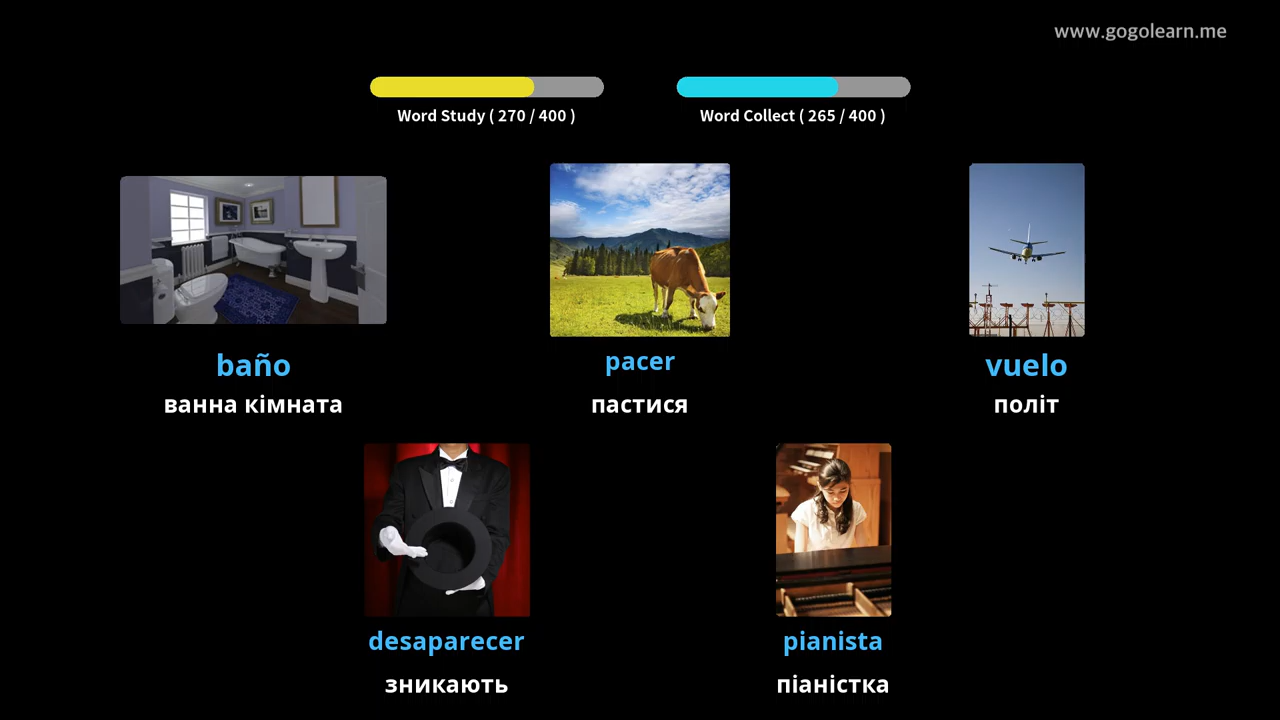 www.gogolearn.me
Word Study ( 270 / 400 )
Word Collect ( 265 / 400 )
baño
ванна кімната
pacer
пастися
vuelo
політ
desaparecer
зникають
pianista
піаністка